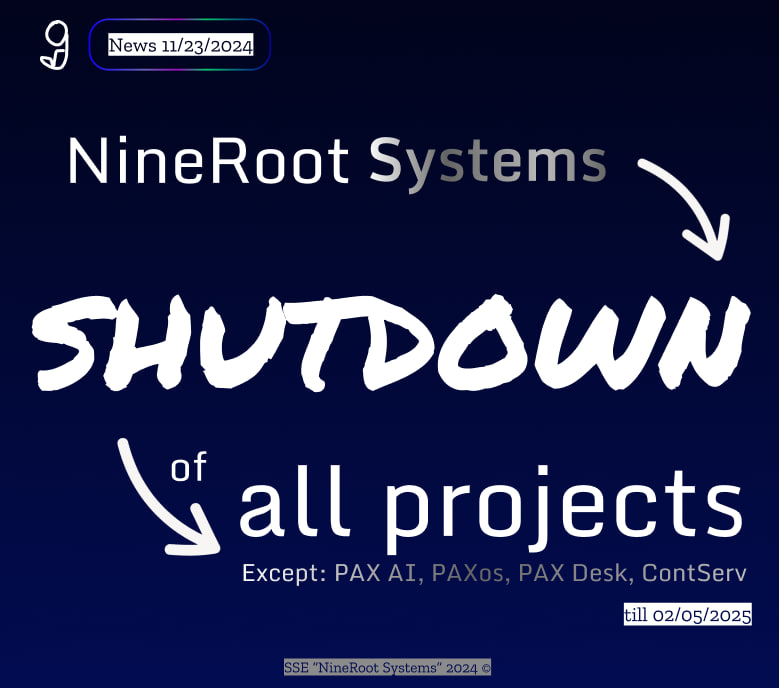 News 11/23/2024
NineRoot Systems
SHUTDOWN
of
all projects
Except: PAX AI, PAXos, PAX Desk, ContServ
till 02/05/2025
SSE "NineRoot Systems" 2024 ©